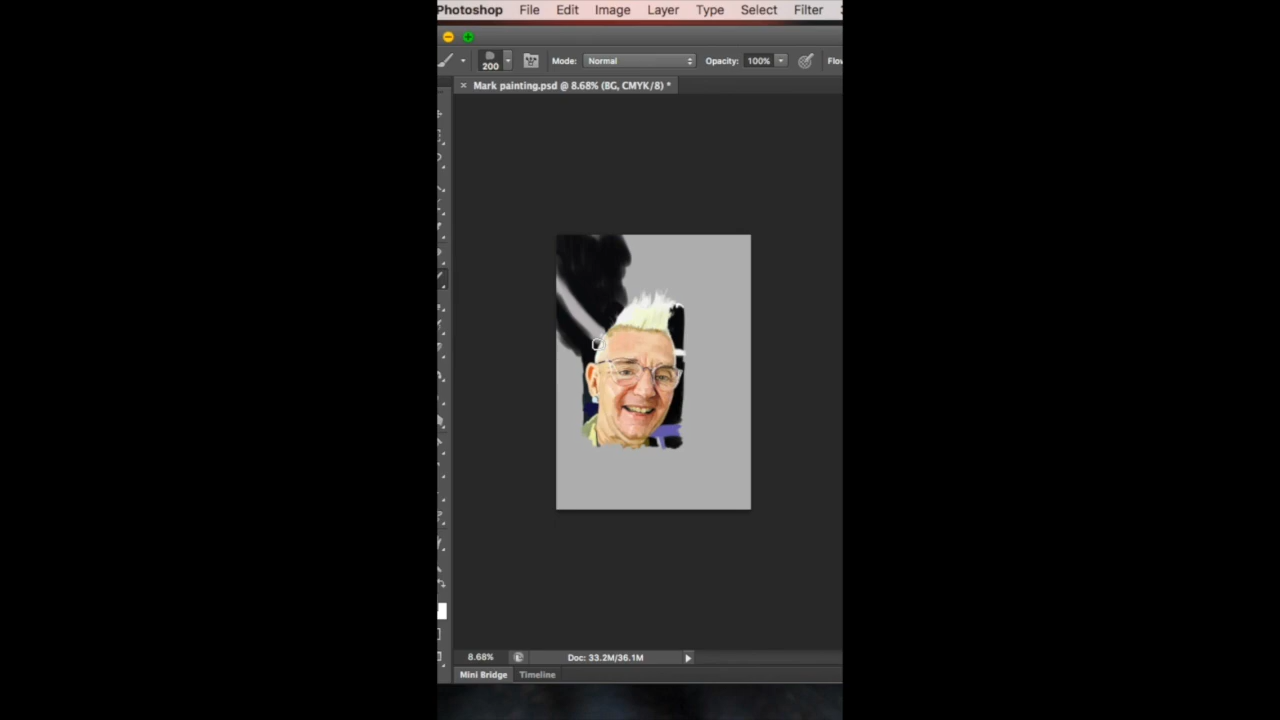 Photoshop File Edit Image Layer Type Select Filter
200 Mode: Normal Opacity: 100% Flow
Mark painting.psd @ 8.68% (BG, CMYK/8) *
8.68% Doc: 33.2M/36.1M
Mini Bridge Timeline